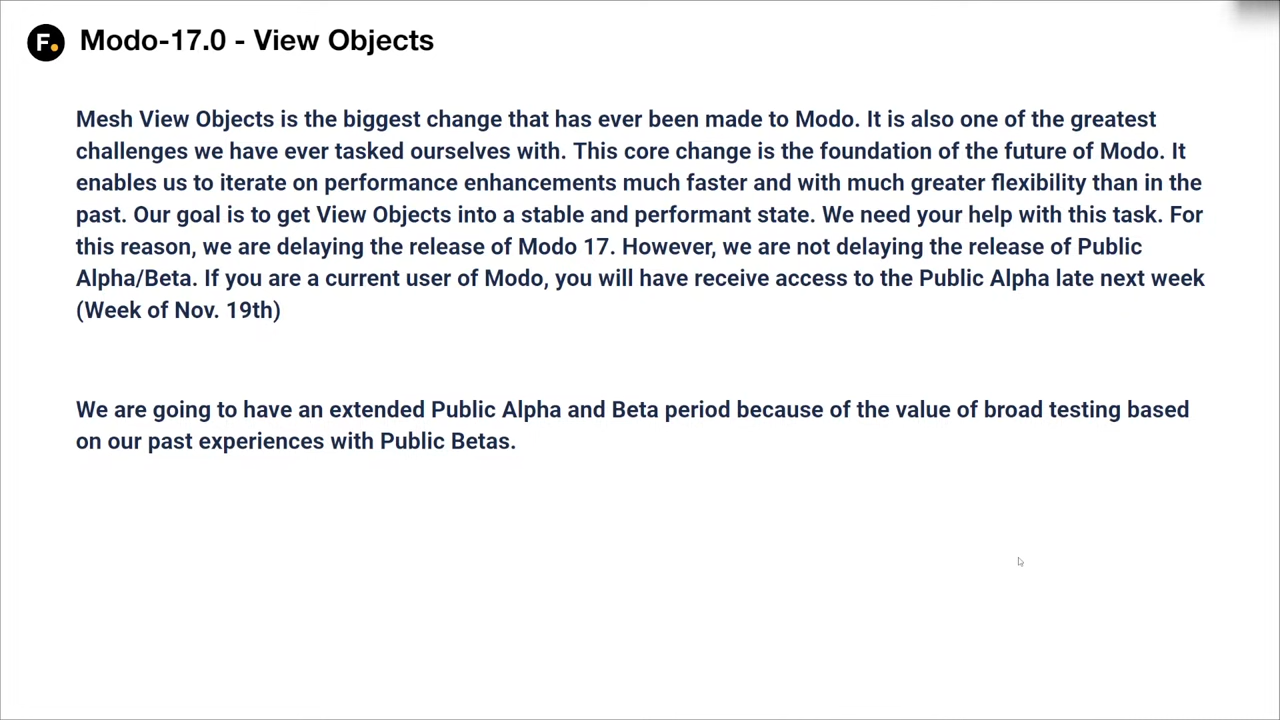 F.
Modo-17.0 - View Objects
Mesh View Objects is the biggest change that has ever been made to Modo. It is also one of the greatest
challenges we have ever tasked ourselves with. This core change is the foundation of the future of Modo. It
enables us to iterate on performance enhancements much faster and with much greater flexibility than in the
past. Our goal is to get View Objects into a stable and performant state. We need your help with this task. For
this reason, we are delaying the release of Modo 17. However, we are not delaying the release of Public
Alpha/Beta. If you are a current user of Modo, you will have receive access to the Public Alpha late next week
(Week of Nov. 19th)
We are going to have an extended Public Alpha and Beta period because of the value of broad testing based
on our past experiences with Public Betas.